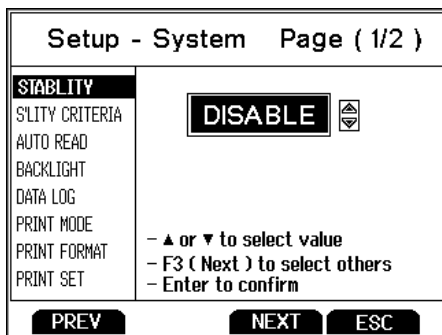 Setup - System Page ( 1/2 )
STABLITY
S'LITY CRITERIA
AUTO READ
BACKLIGHT
DATA LOG
PRINT MODE
PRINT FORMAT
PRINT SET
DISABLE
- ▲ or ▼ to select value
- F3 ( Next ) to select others
- Enter to confirm
PREV NEXT ESC